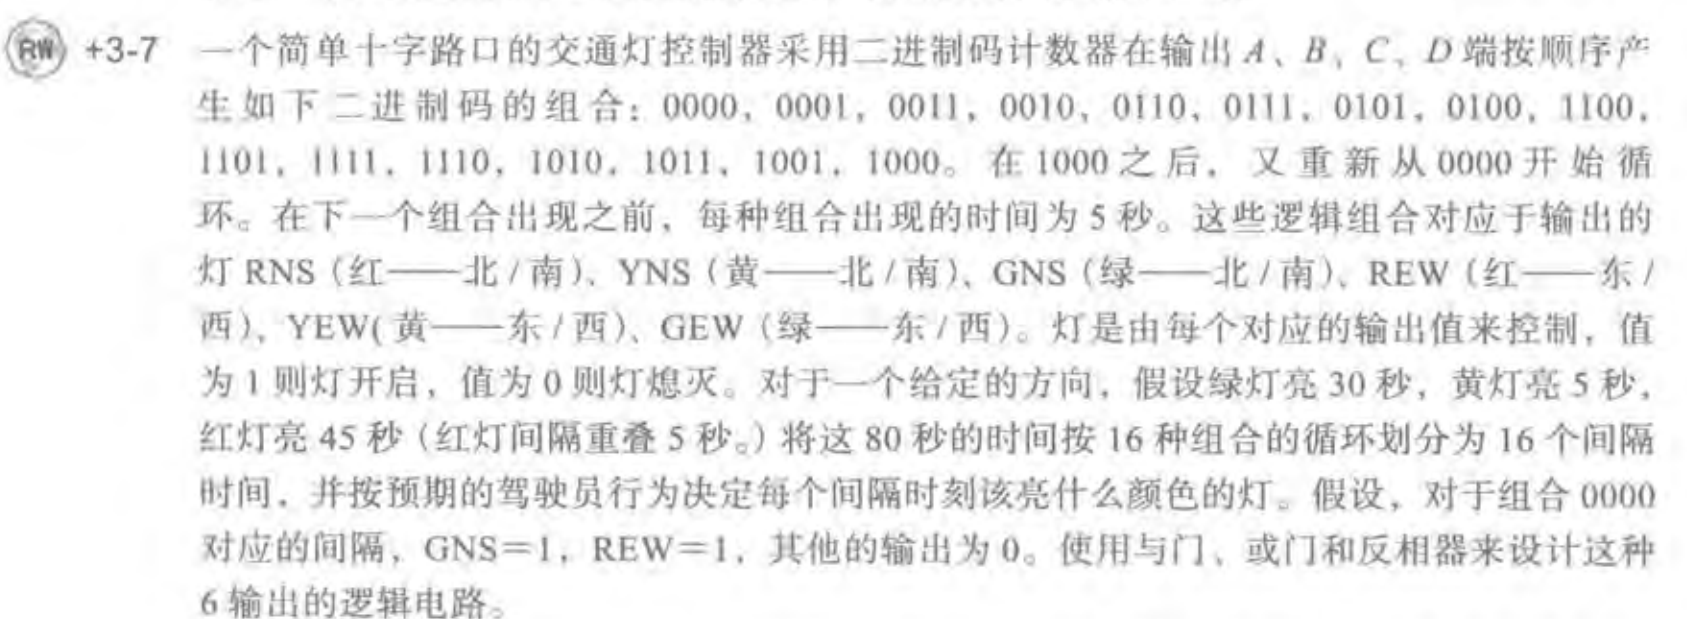 RW +3-7 一个简单十字路口的交通灯控制器采用二进制码计数器在输出 A、B、C、D 端按顺序产
生如下二进制码的组合:0000,0001,0011,0010,0110,0111,0101,0100,1100,
1101,1111,1110,1010,1011,1001,1000。在 1000 之后,又重新从 0000 开始循
环。在下一个组合出现之前,每种组合出现的时间为 5 秒。这些逻辑组合对应于输出的
灯 RNS(红——北/南)、YNS(黄——北/南)、GNS(绿——北/南)、REW(红——东/
西)、YEW(黄——东/西)、GEW(绿——东/西)。灯是由每个对应的输出值来控制,值
为 1 则灯开启,值为 0 则灯熄灭。对于一个给定的方向,假设绿灯亮 30 秒,黄灯亮 5 秒,
红灯亮 45 秒(红灯间隔重叠 5 秒。)将这 80 秒的时间按 16 种组合的循环划分为 16 个间隔
时间,并按预期的驾驶员行为决定每个间隔时刻该亮什么颜色的灯。假设,对于组合 0000
对应的间隔,GNS=1,REW=1,其他的输出为 0。使用与门、或门和反相器来设计这种
6 输出的逻辑电路。